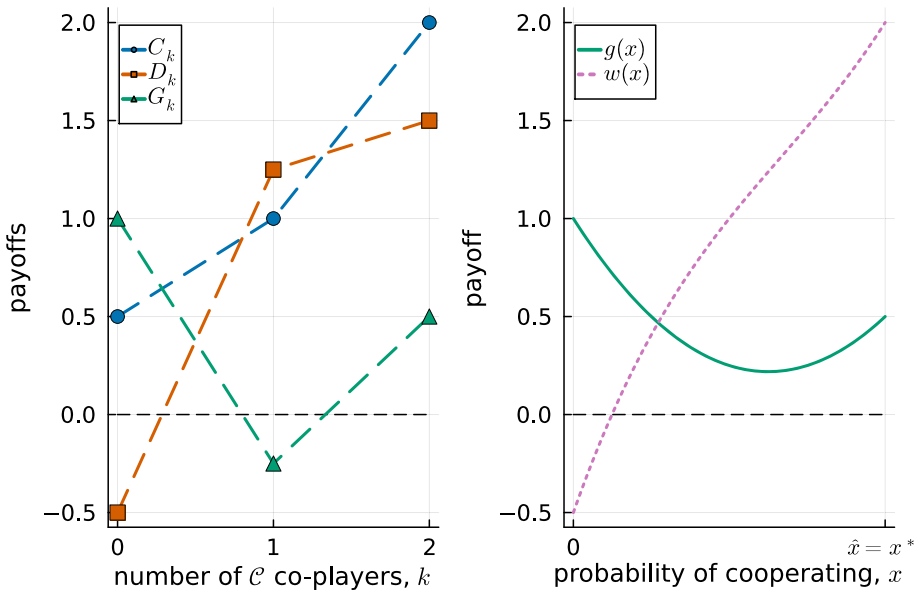 2.0
1.5
1.0
0.5
0.0
−0.5
payoffs
C_k
D_k
G_k
0 1 2
number of 𝒞 co-players, k
2.0
1.5
1.0
0.5
0.0
−0.5
payoff
g(x)
w(x)
0 x̂ = x*
probability of cooperating, x